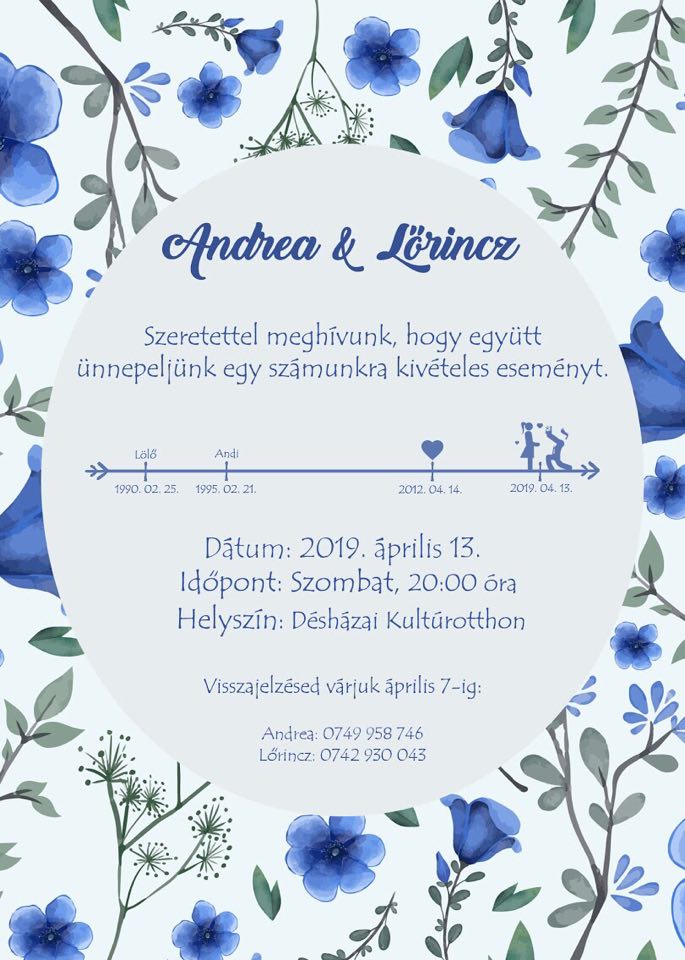 Andrea & Lőrincz
Szeretettel meghívunk, hogy együtt
ünnepeljünk egy számunkra kivételes eseményt.
Lölő
Andi
1990. 02. 25.
1995. 02. 21.
2012. 04. 14.
2019. 04. 13.
Dátum: 2019. április 13.
Időpont: Szombat, 20:00 óra
Helyszín: Désházai Kultúrotthon
Visszajelzésed várjuk április 7-ig:
Andrea: 0749 958 746
Lőrincz: 0742 930 043